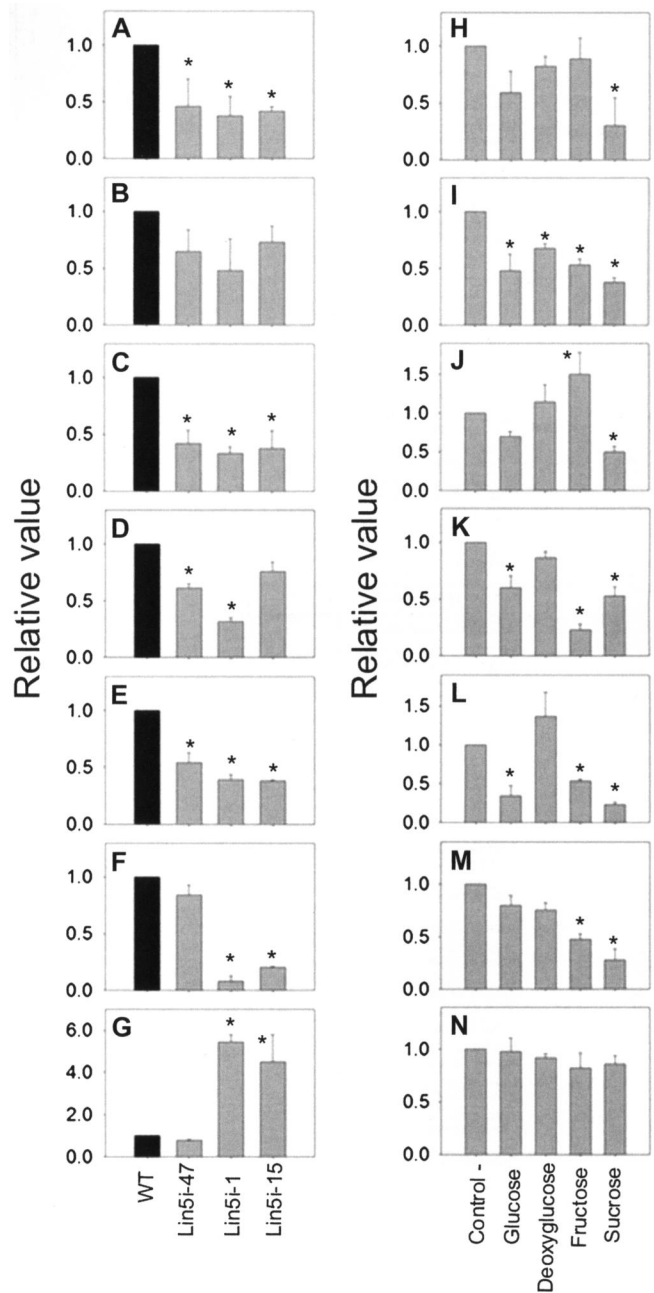 Relative value
A
1.0
0.5
0.0
* * *
B
1.0
0.5
0.0
C
1.0
0.5
0.0
* * *
D
1.0
0.5
0.0
* *
E
1.0
0.5
0.0
* * *
F
1.0
0.5
0.0
* *
G
6.0
4.0
2.0
0.0
* *
WT
Lin5i-47
Lin5i-1
Lin5i-15
Relative value
H
1.0
0.5
0.0
*
I
1.0
0.5
0.0
* * * *
J
1.5
1.0
0.5
0.0
* *
K
1.0
0.5
0.0
* * *
L
1.5
1.0
0.5
0.0
* * *
M
1.0
0.5
0.0
* *
N
1.0
0.5
0.0
Control -
Glucose
Deoxyglucose
Fructose
Sucrose